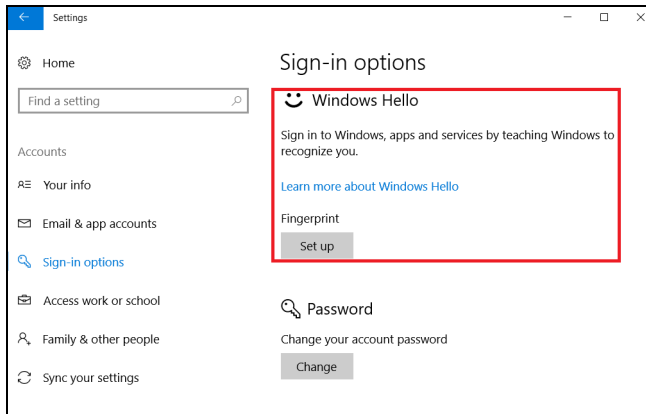 Settings
Home
Find a setting
Accounts
Your info
Email & app accounts
Sign-in options
Access work or school
Family & other people
Sync your settings
Sign-in options
Windows Hello
Sign in to Windows, apps and services by teaching Windows to
recognize you.
Learn more about Windows Hello
Fingerprint
Set up
Password
Change your account password
Change